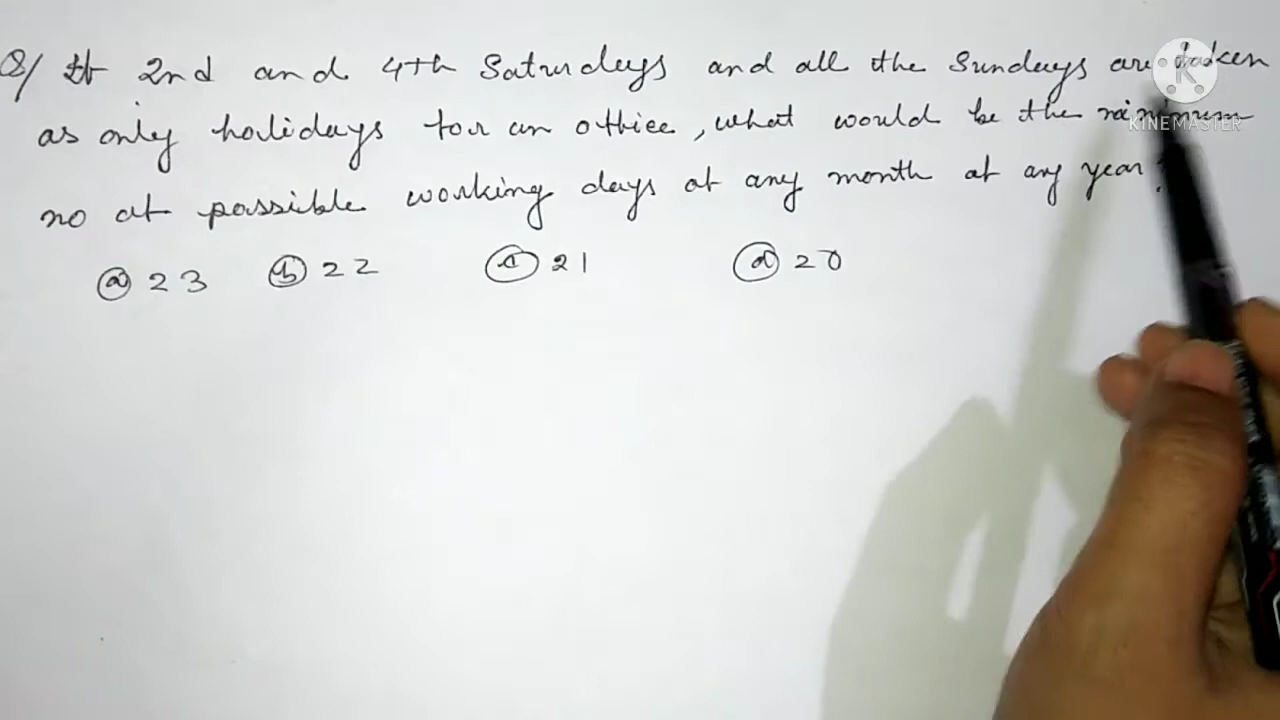 Q/ If 2nd and 4th Saturdays and all the Sundays are taken
as only holidays for an office, what would be the minimum
no of possible working days of any month of any year?
(a) 23 (b) 22 (c) 21 (d) 20
KINEMASTER